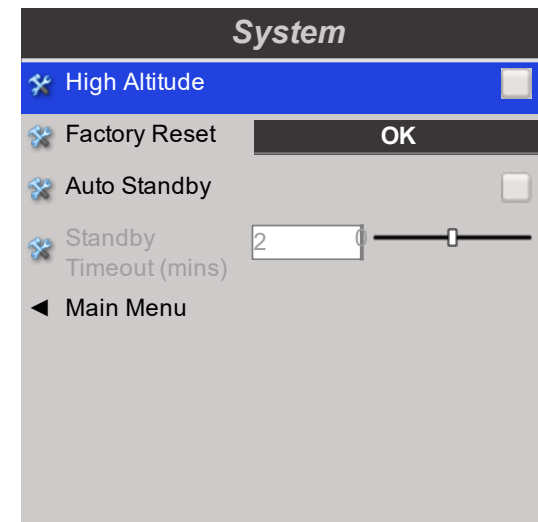 System
High Altitude
Factory Reset OK
Auto Standby
Standby
Timeout (mins) 2 0
◄ Main Menu